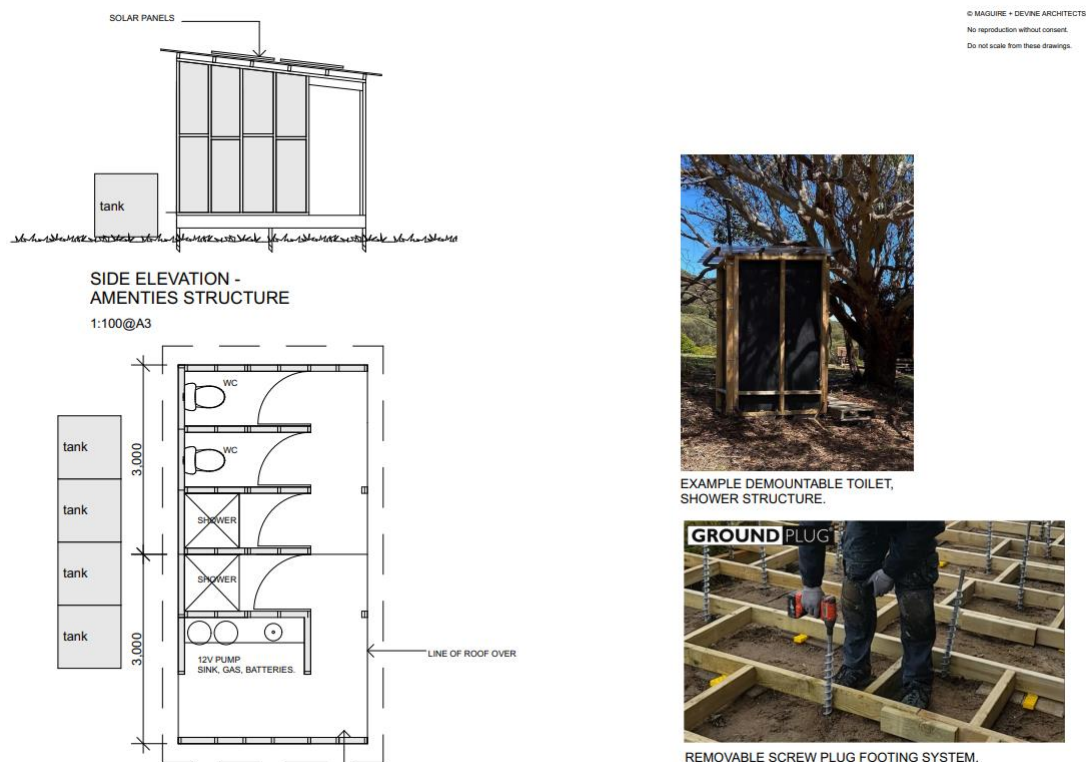 SOLAR PANELS
© MAGUIRE + DEVINE ARCHITECTS
No reproduction without consent.
Do not scale from these drawings.
tank
SIDE ELEVATION -
AMENTIES STRUCTURE
1:100@A3
WC
WC
SHOWER
SHOWER
12V PUMP
SINK, GAS, BATTERIES.
tank
tank
tank
tank
3,000
3,000
LINE OF ROOF OVER
EXAMPLE DEMOUNTABLE TOILET,
SHOWER STRUCTURE.
GROUND PLUG
REMOVABLE SCREW PLUG FOOTING SYSTEM.